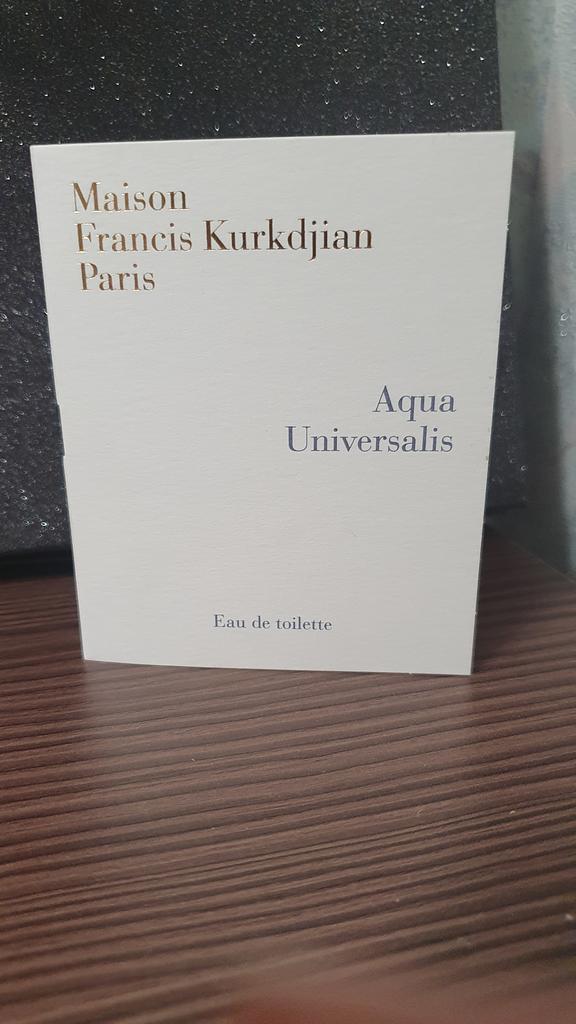 Maison
Francis Kurkdjian
Paris
Aqua
Universalis
Eau de toilette